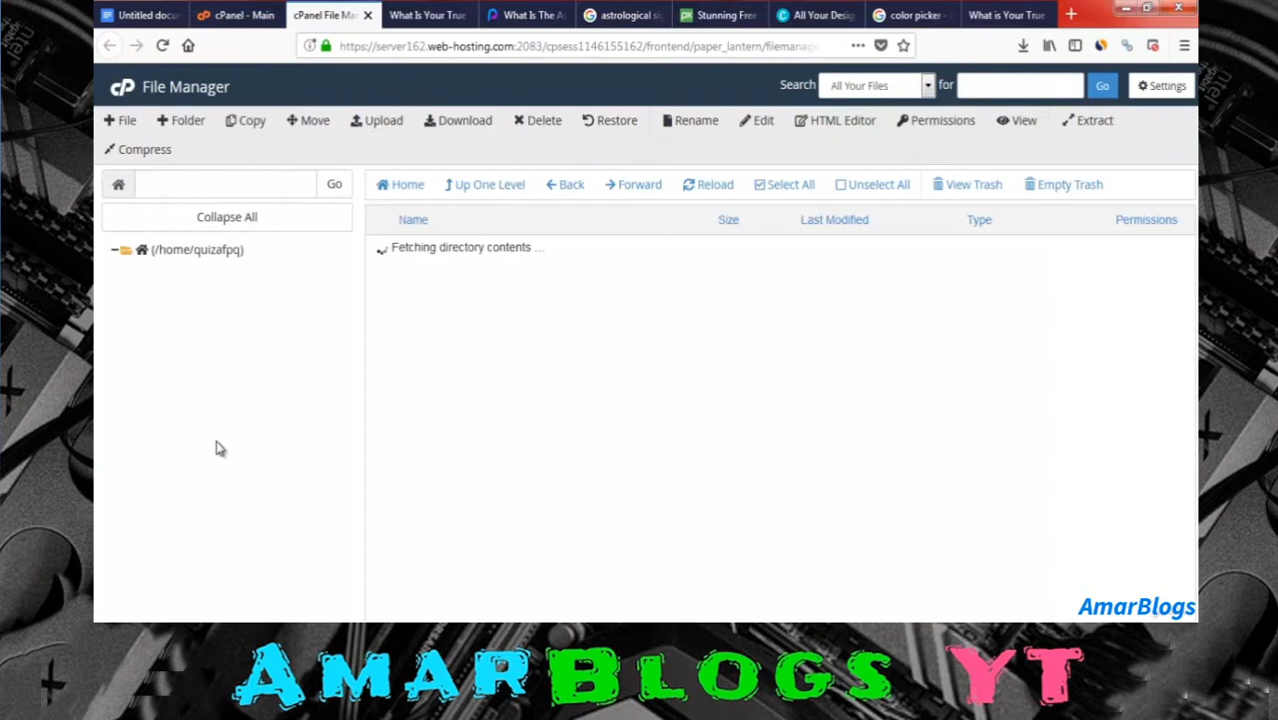 Untitled docu
cPanel - Main
cPanel File Ma
What Is Your True
What Is The A
astrological si
Stunning Free
All Your Desig
color picker -
What is Your True
https://server162.web-hosting.com:2083/cpsess1146155162/frontend/paper_lantern/filemanage
cP File Manager
Search All Your Files for Go Settings
File Folder Copy Move Upload Download Delete Restore Rename Edit HTML Editor Permissions View Extract
Compress
Go
Home Up One Level Back Forward Reload Select All Unselect All View Trash Empty Trash
Collapse All
Name Size Last Modified Type Permissions
(/home/quizafpq)
Fetching directory contents ...
AmarBlogs
AMARBLOGS YT